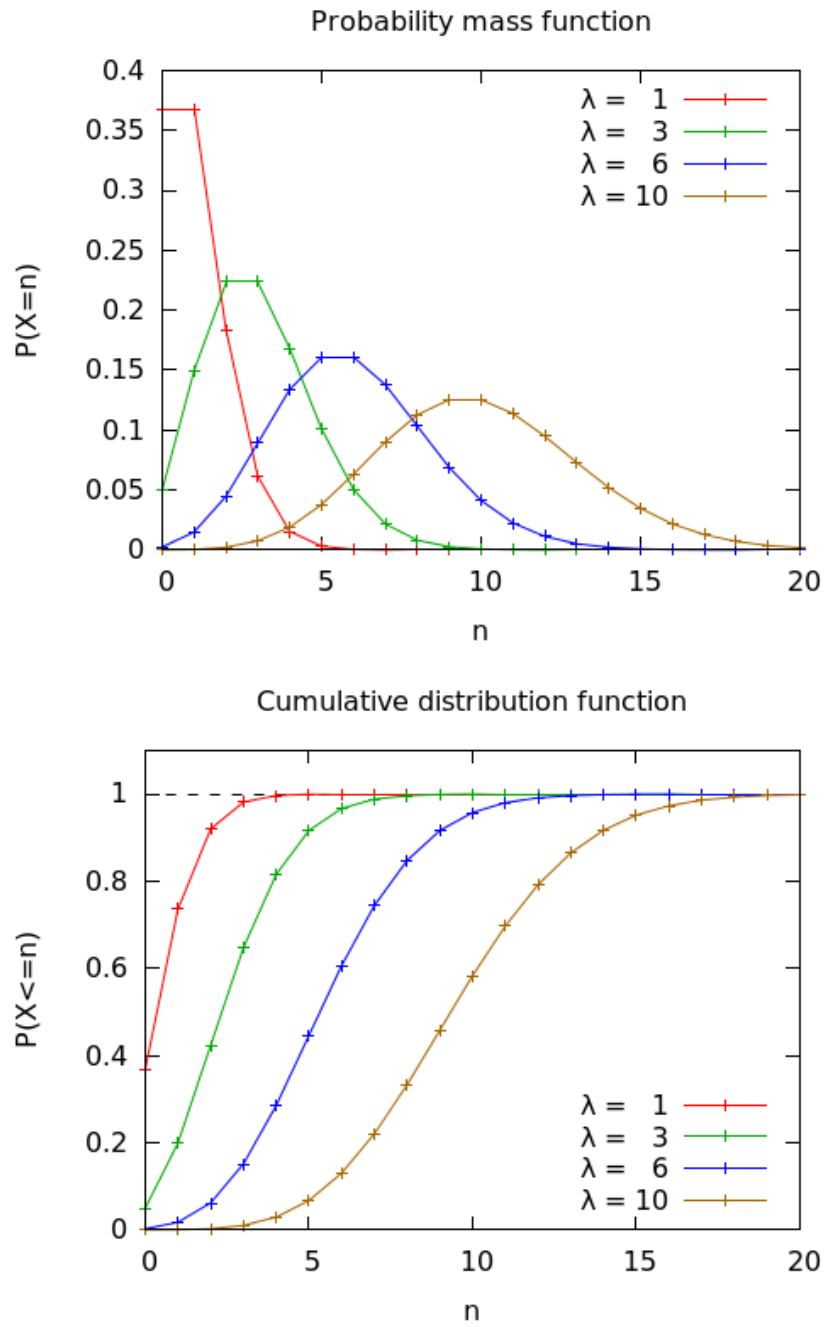 Probability mass function
0.4
0.35
0.3
0.25
0.2
0.15
0.1
0.05
0
P(X=n)
λ = 1
λ = 3
λ = 6
λ = 10
0 5 10 15 20
n
Cumulative distribution function
1
0.8
0.6
0.4
0.2
0
P(X<=n)
λ = 1
λ = 3
λ = 6
λ = 10
0 5 10 15 20
n